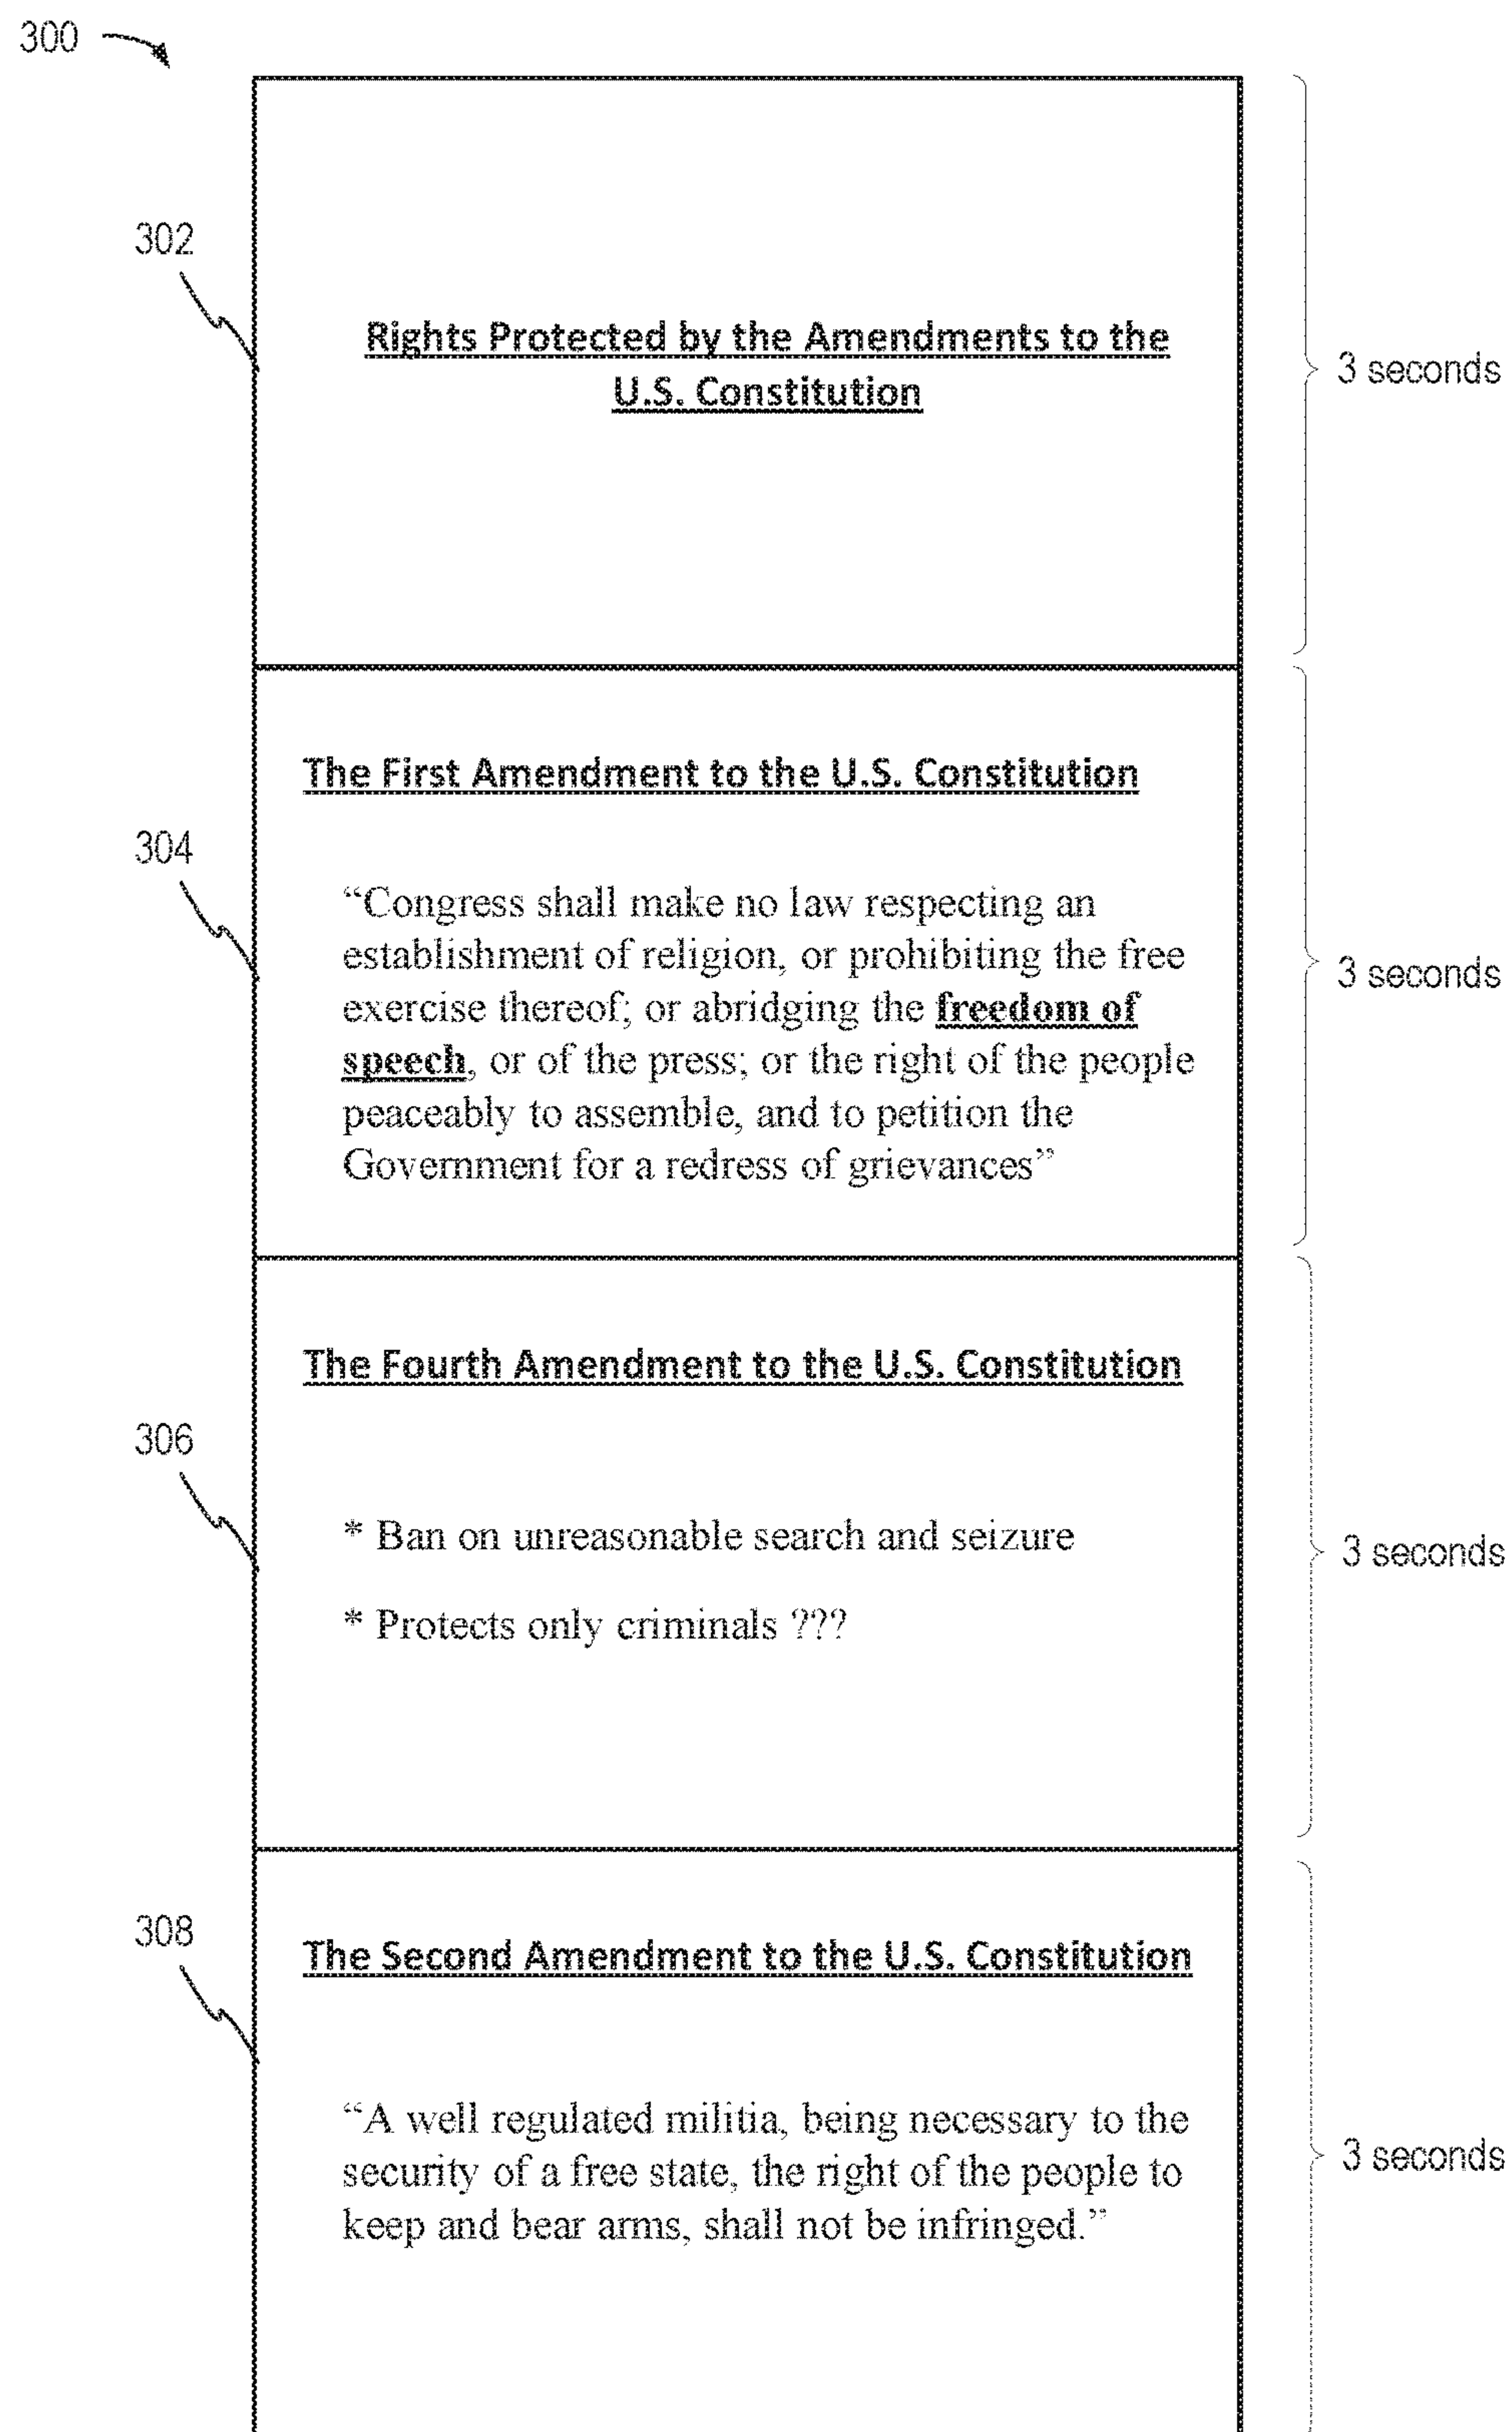 300
302
Rights Protected by the Amendments to the
U.S. Constitution
3 seconds
The First Amendment to the U.S. Constitution
304
“Congress shall make no law respecting an
establishment of religion, or prohibiting the free
exercise thereof; or abridging the freedom of
speech, or of the press; or the right of the people
peaceably to assemble, and to petition the
Government for a redress of grievances”
3 seconds
The Fourth Amendment to the U.S. Constitution
306
* Ban on unreasonable search and seizure
* Protects only criminals ???
3 seconds
308
The Second Amendment to the U.S. Constitution
“A well regulated militia, being necessary to the
security of a free state, the right of the people to
keep and bear arms, shall not be infringed.”
3 seconds